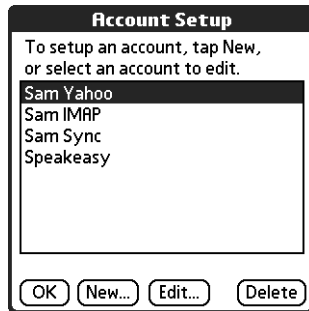 Account Setup
To setup an account, tap New,
or select an account to edit.
Sam Yahoo
Sam IMAP
Sam Sync
Speakeasy
OK New... Edit... Delete